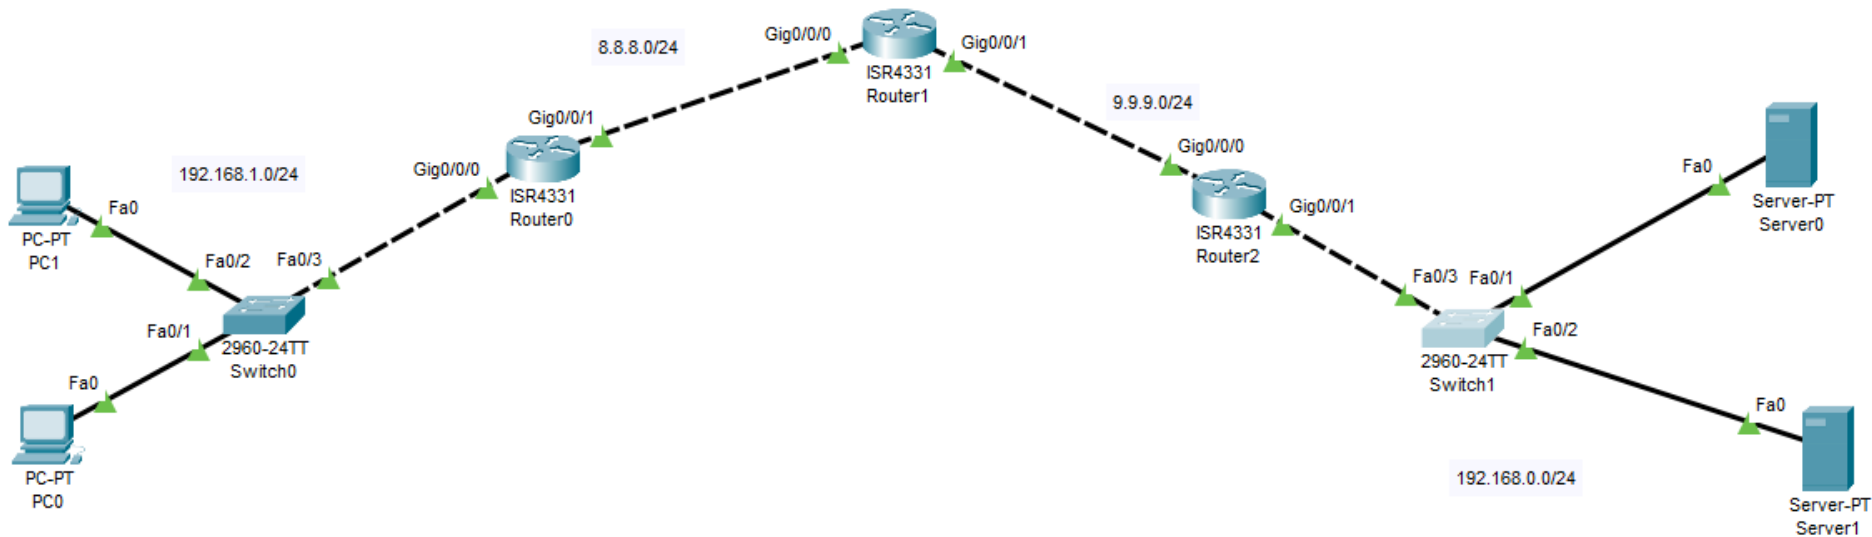 8.8.8.0/24
Gig0/0/0
Gig0/0/1
ISR4331
Router1
9.9.9.0/24
Gig0/0/1
Gig0/0/0
ISR4331
Router0
192.168.1.0/24
Fa0
PC-PT
PC1
Fa0/2
Fa0/3
Fa0/1
2960-24TT
Switch0
Fa0
PC-PT
PC0
Gig0/0/0
Gig0/0/1
ISR4331
Router2
Fa0
Server-PT
Server0
Fa0/3
Fa0/1
Fa0/2
2960-24TT
Switch1
Fa0
192.168.0.0/24
Server-PT
Server1